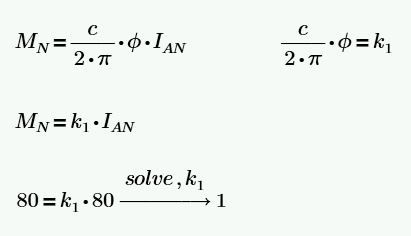 M_N = c / (2·π) · ϕ · I_AN    c / (2·π) · ϕ = k_1
M_N = k_1 · I_AN
80 = k_1 · 80 solve , k_1 → 1